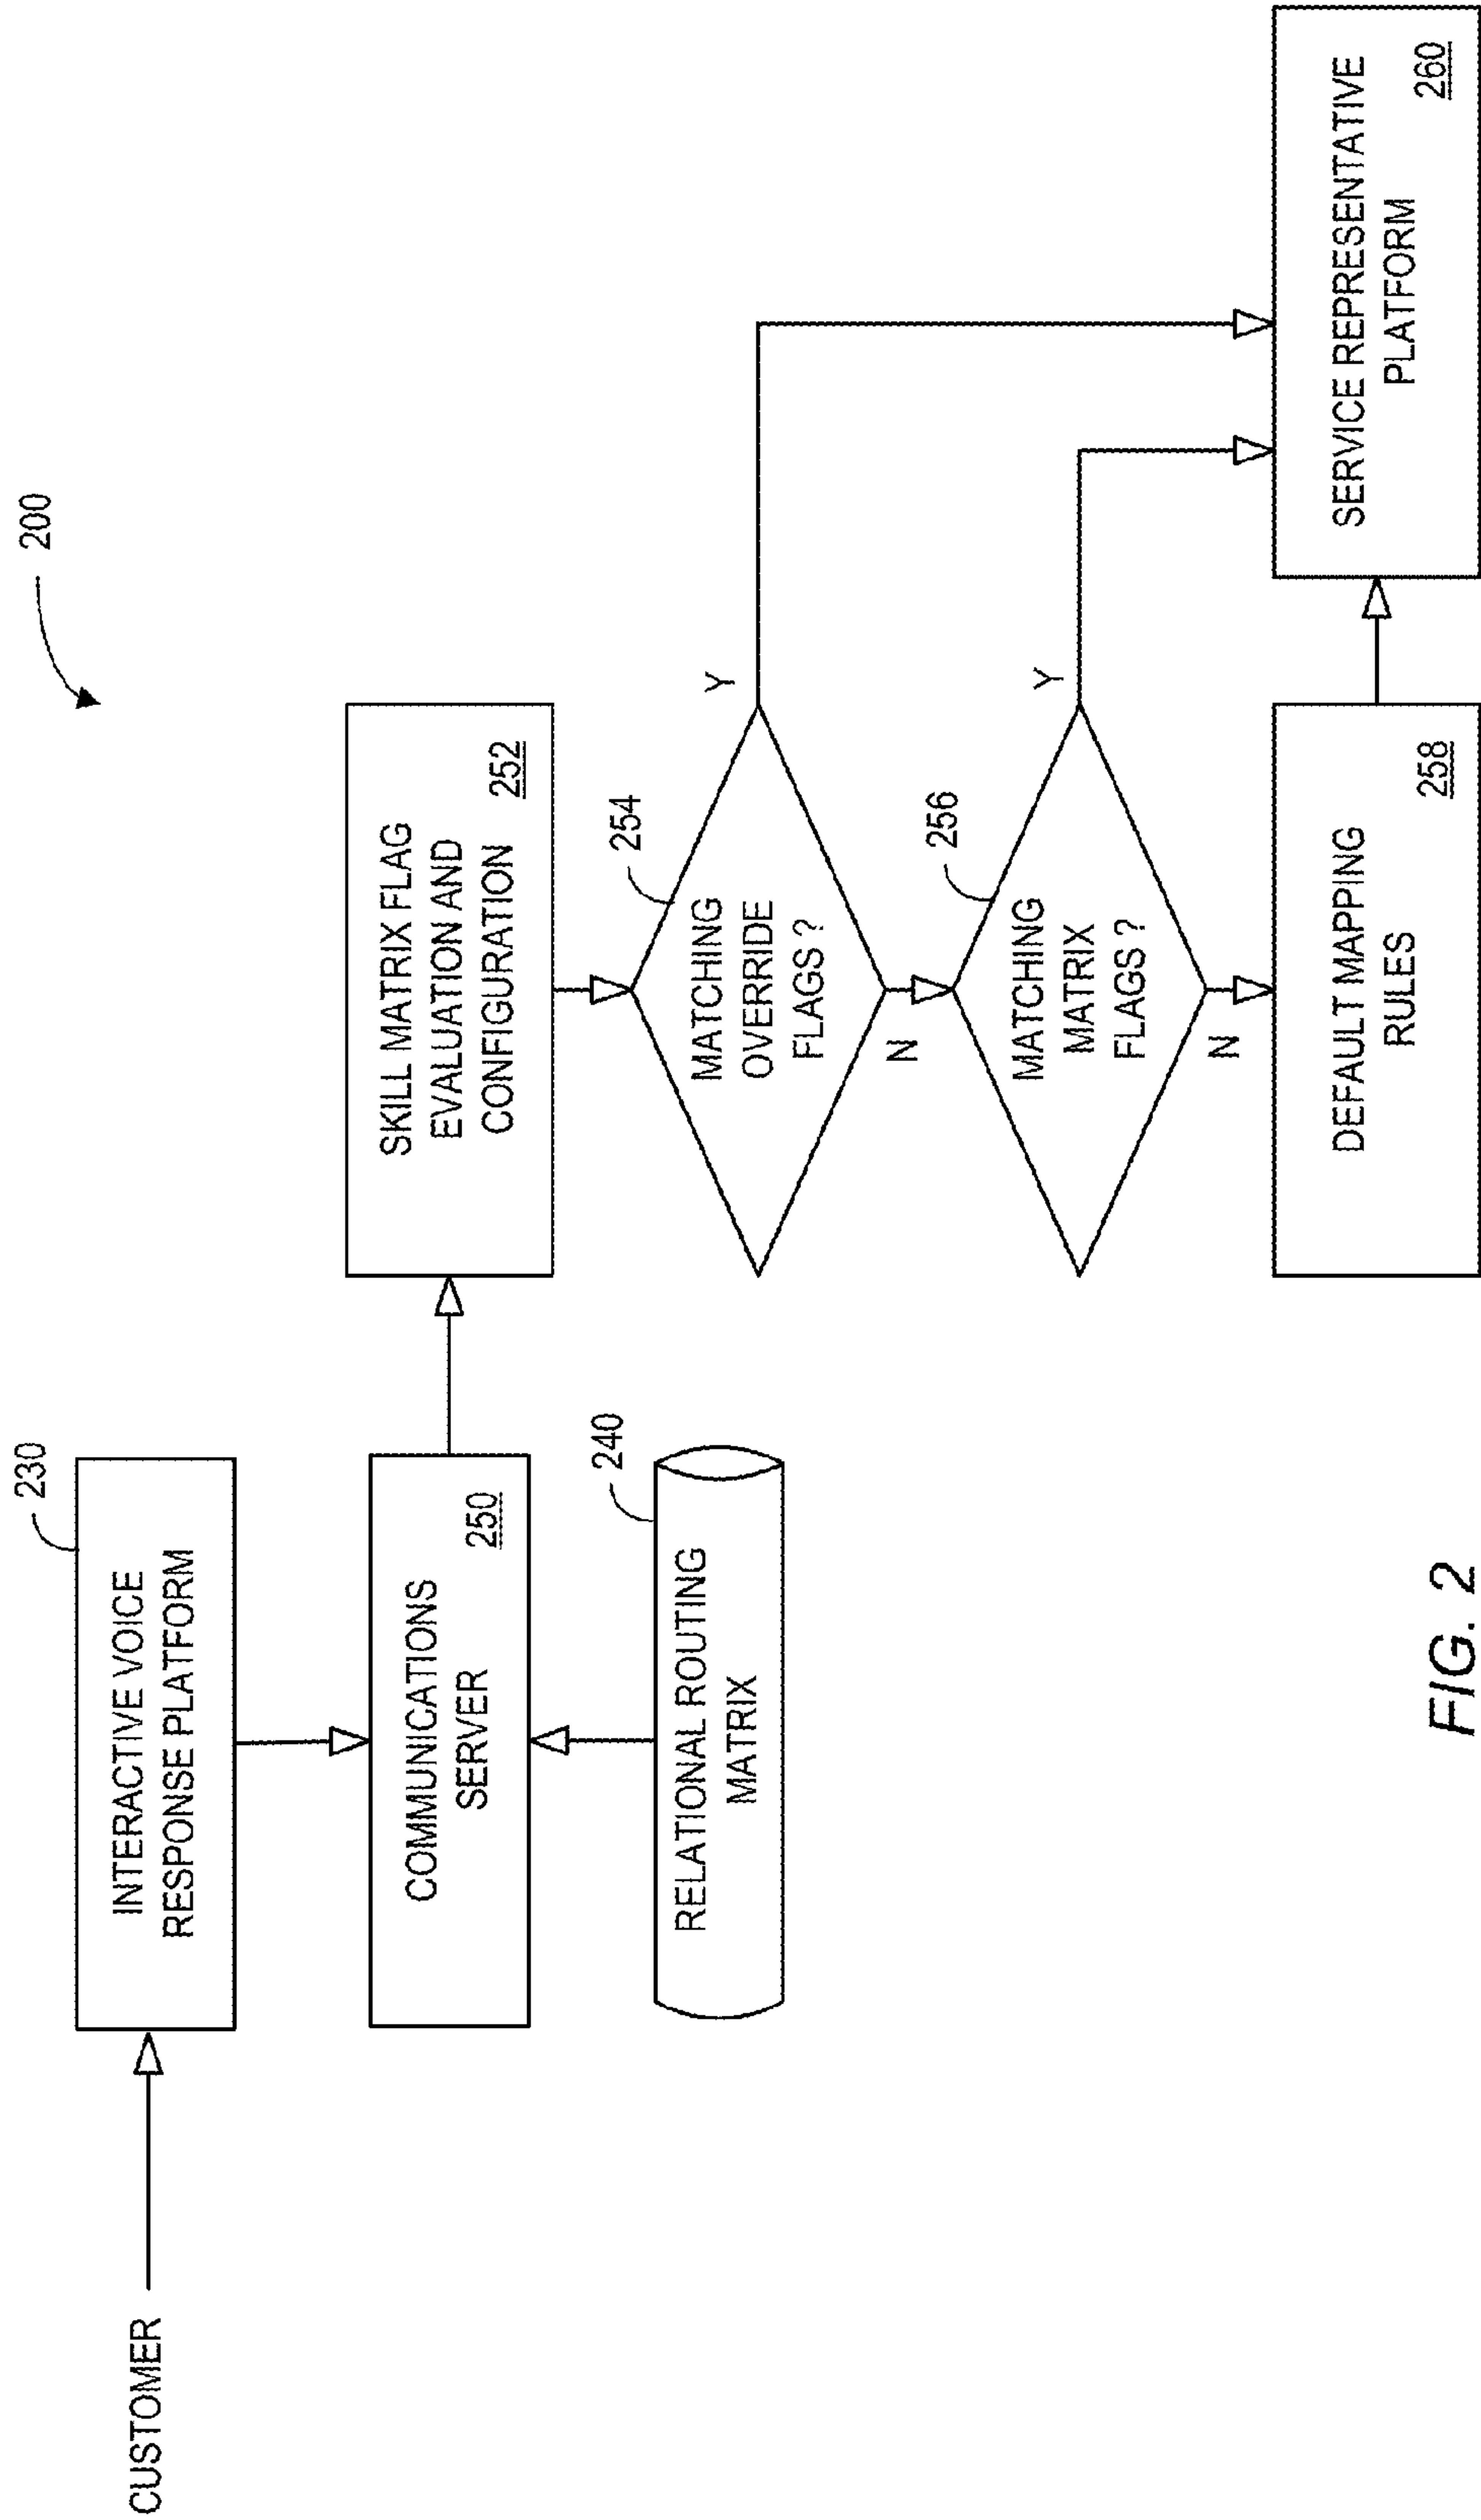 200
CUSTOMER
INTERACTIVE VOICE
RESPONSE PLATFORM
230
COMMUNICATIONS
SERVER
250
RELATIONAL ROUTING
MATRIX
240
SKILL MATRIX FLAG
EVALUATION AND
CONFIGURATION
252
MATCHING
OVERRIDE
FLAGS ?
254
Y
N
MATCHING
MATRIX
FLAGS ?
256
Y
N
DEFAULT MAPPING
RULES
258
SERVICE REPRESENTATIVE
PLATFORM
260
FIG. 2